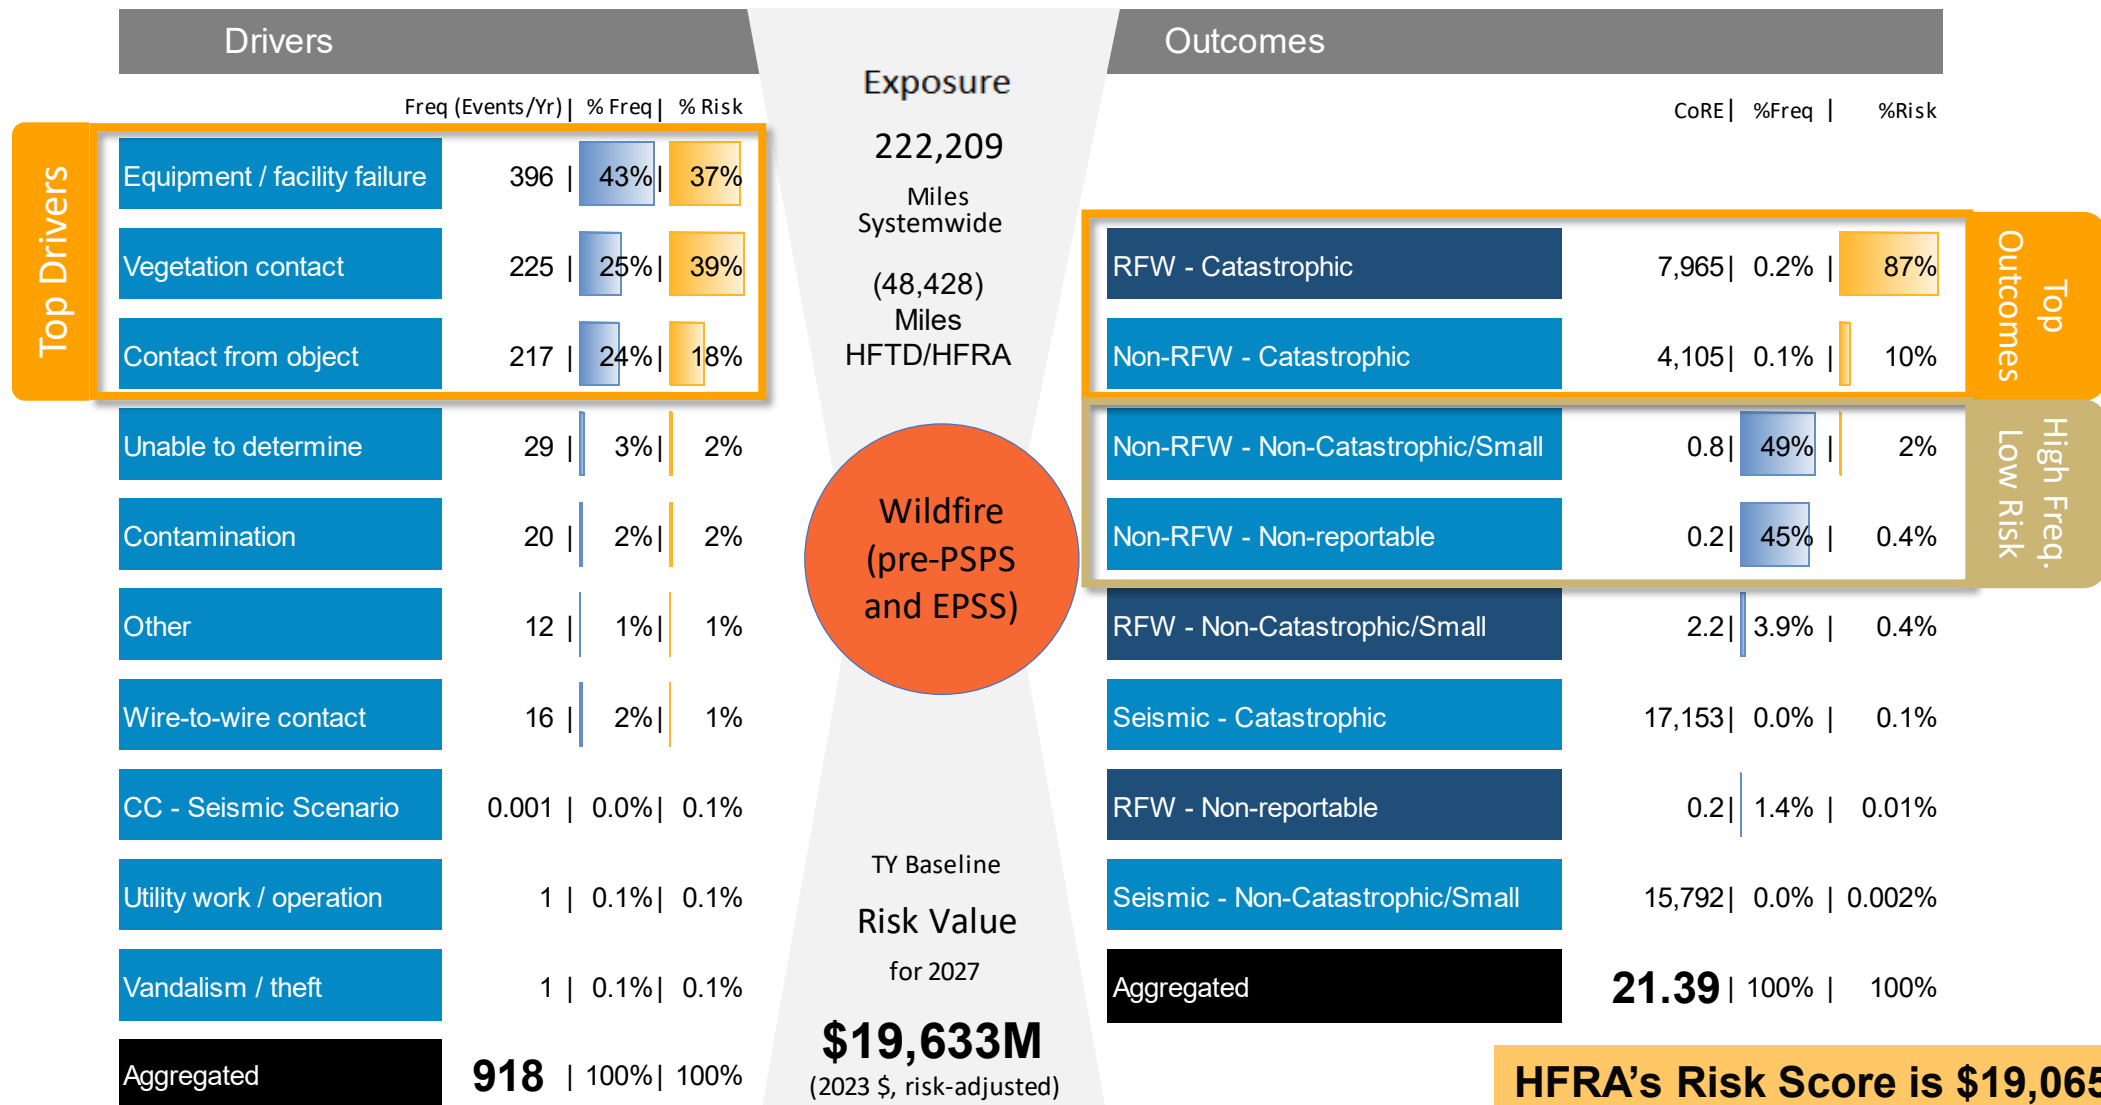 Drivers
Freq (Events/Yr)| % Freq| % Risk
Top Drivers
Equipment / facility failure 396 | 43%| 37%
Vegetation contact 225 | 25%| 39%
Contact from object 217 | 24%| 18%
Unable to determine 29 | 3%| 2%
Contamination 20 | 2%| 2%
Other 12 | 1%| 1%
Wire-to-wire contact 16 | 2%| 1%
CC - Seismic Scenario 0.001 | 0.0%| 0.1%
Utility work / operation 1 | 0.1%| 0.1%
Vandalism / theft 1 | 0.1%| 0.1%
Aggregated 918 | 100%| 100%
Exposure
222,209
Miles
Systemwide
(48,428)
Miles
HFTD/HFRA
Wildfire
(pre-PSPS
and EPSS)
TY Baseline
Risk Value
for 2027
$19,633M
(2023 $, risk-adjusted)
Outcomes
CoRE| %Freq | %Risk
RFW - Catastrophic 7,965| 0.2% | 87%
Non-RFW - Catastrophic 4,105| 0.1% | 10%
Top
Outcomes
Non-RFW - Non-Catastrophic/Small 0.8| 49% | 2%
Non-RFW - Non-reportable 0.2| 45% | 0.4%
High Freq.
Low Risk
RFW - Non-Catastrophic/Small 2.2| 3.9% | 0.4%
Seismic - Catastrophic 17,153| 0.0% | 0.1%
RFW - Non-reportable 0.2| 1.4% | 0.01%
Seismic - Non-Catastrophic/Small 15,792| 0.0% | 0.002%
Aggregated 21.39 | 100% | 100%
HFRA's Risk Score is $19,065